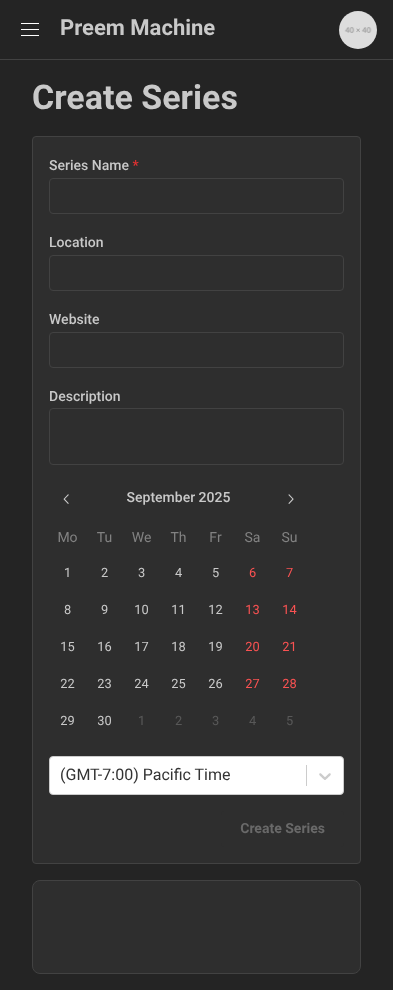 Preem Machine
40 × 40
Create Series
Series Name *
Location
Website
Description
September 2025
Mo Tu We Th Fr Sa Su
1 2 3 4 5 6 7
8 9 10 11 12 13 14
15 16 17 18 19 20 21
22 23 24 25 26 27 28
29 30 1 2 3 4 5
(GMT-7:00) Pacific Time
Create Series